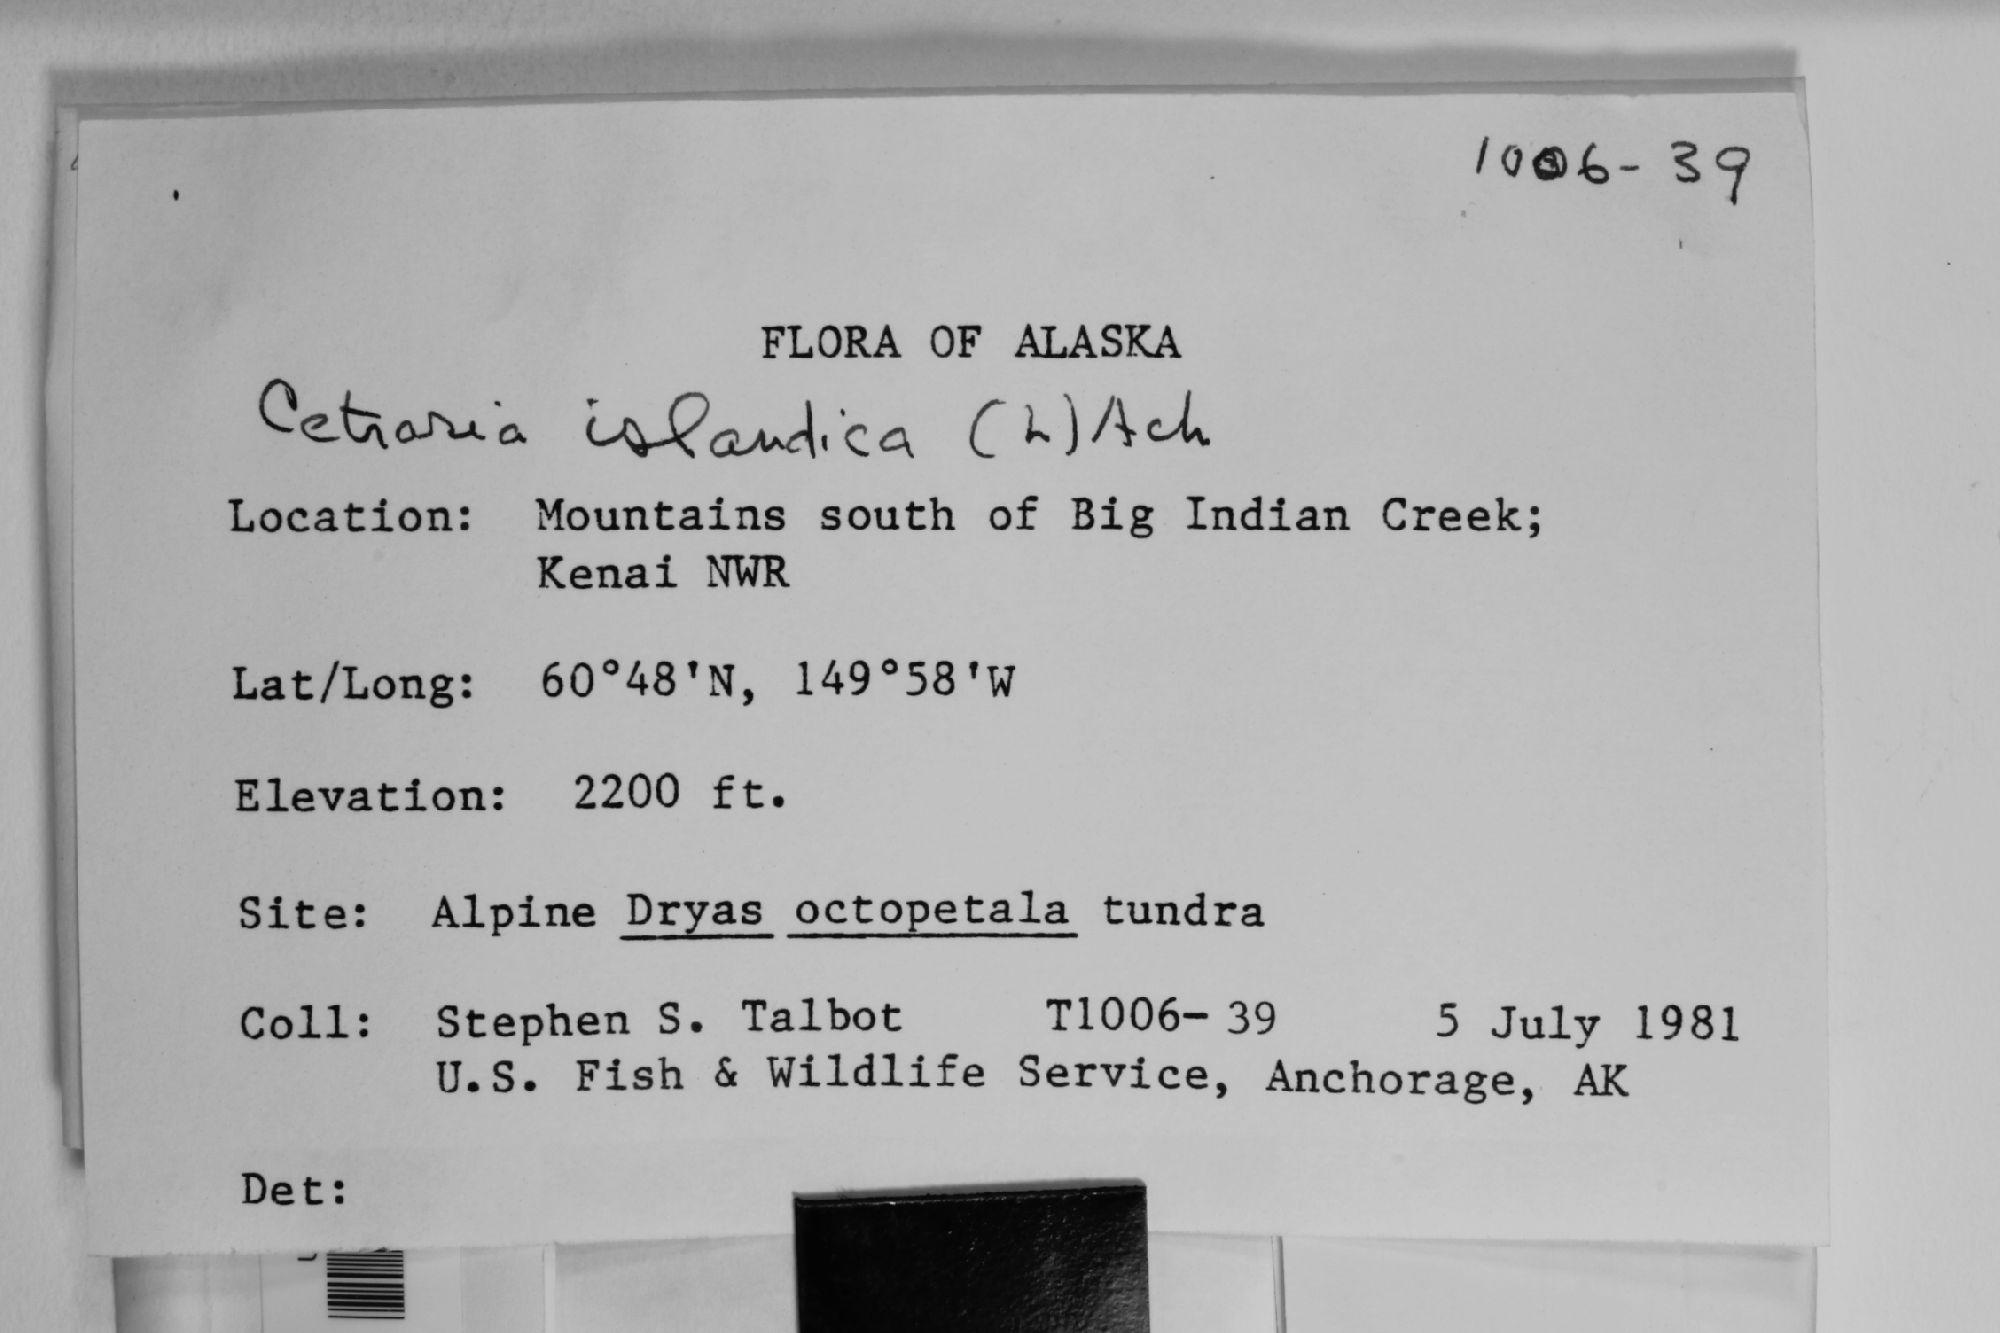 1006-39
FLORA OF ALASKA
Cetraria islandica (L) Ach
Location: Mountains south of Big Indian Creek;
Kenai NWR
Lat/Long: 60°48'N, 149°58'W
Elevation: 2200 ft.
Site: Alpine Dryas octopetala tundra
Coll: Stephen S. Talbot T1006-39 5 July 1981
U.S. Fish & Wildlife Service, Anchorage, AK
Det: